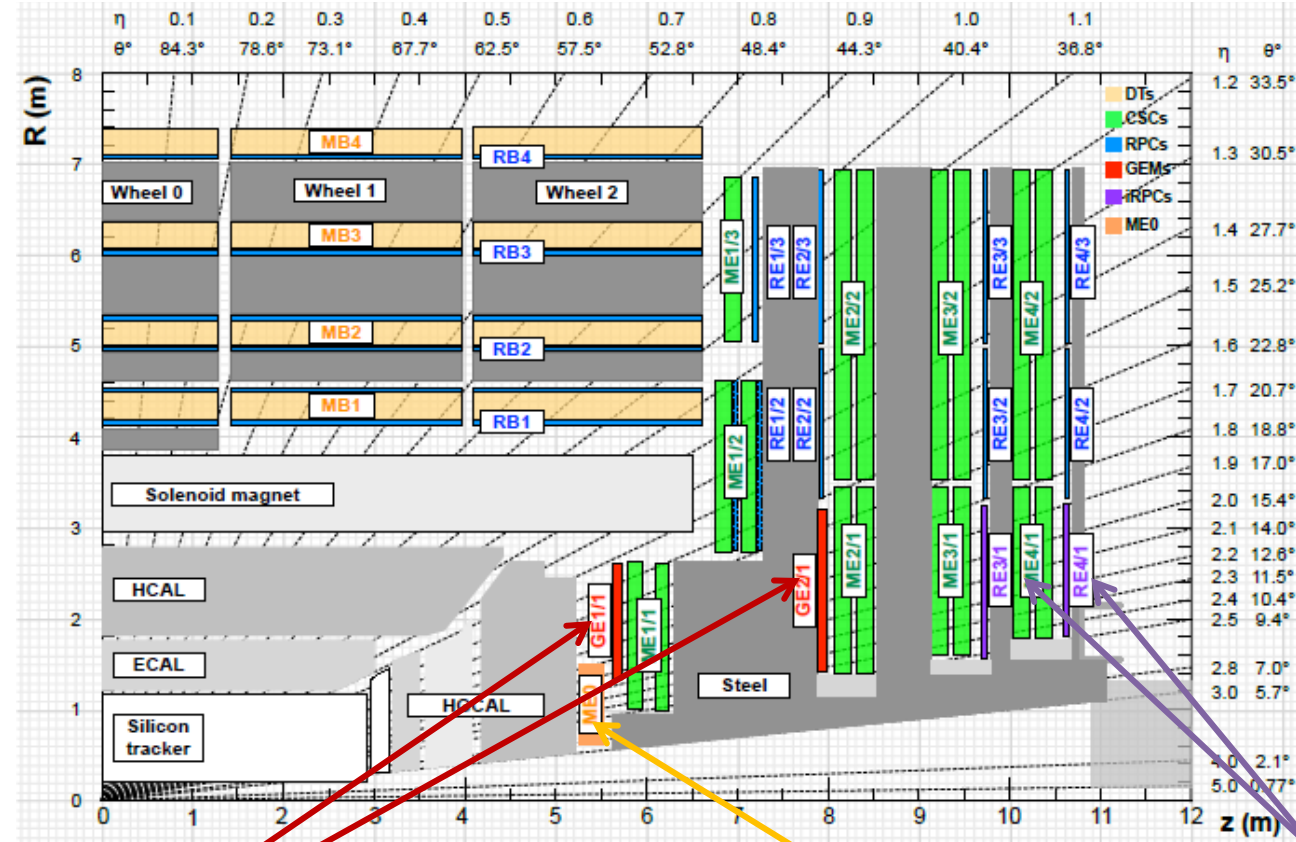 η 0.1 0.2 0.3 0.4 0.5 0.6 0.7 0.8 0.9 1.0 1.1
θ° 84.3° 78.6° 73.1° 67.7° 62.5° 57.5° 52.8° 48.4° 44.3° 40.4° 36.8° η θ°
R (m)
8
7
6
5
4
3
2
1
0
1.2 33.5°
1.3 30.5°
1.4 27.7°
1.5 25.2°
1.6 22.8°
1.7 20.7°
1.8 18.8°
1.9 17.0°
2.0 15.4°
2.1 14.0°
2.2 12.6°
2.3 11.5°
2.4 10.4°
2.5 9.4°
2.8 7.0°
3.0 5.7°
4.0 2.1°
5.0 0.77°
DTs
CSCs
RPCs
GEMs
iRPCs
ME0
MB4
RB4
Wheel 0
Wheel 1
Wheel 2
MB3
RB3
MB2
RB2
MB1
RB1
Solenoid magnet
HCAL
ECAL
Silicon
tracker
HGCAL
Steel
ME0
GE1/1
ME1/1
ME1/2
ME1/3
RE1/3
RE2/3
RE1/2
RE2/2
GE2/1
ME2/2
ME2/1
ME3/2
ME3/1
RE3/3
RE3/2
RE3/1
ME4/2
ME4/1
RE4/3
RE4/2
RE4/1
0 1 2 3 4 5 6 7 8 9 10 11 12
z (m)